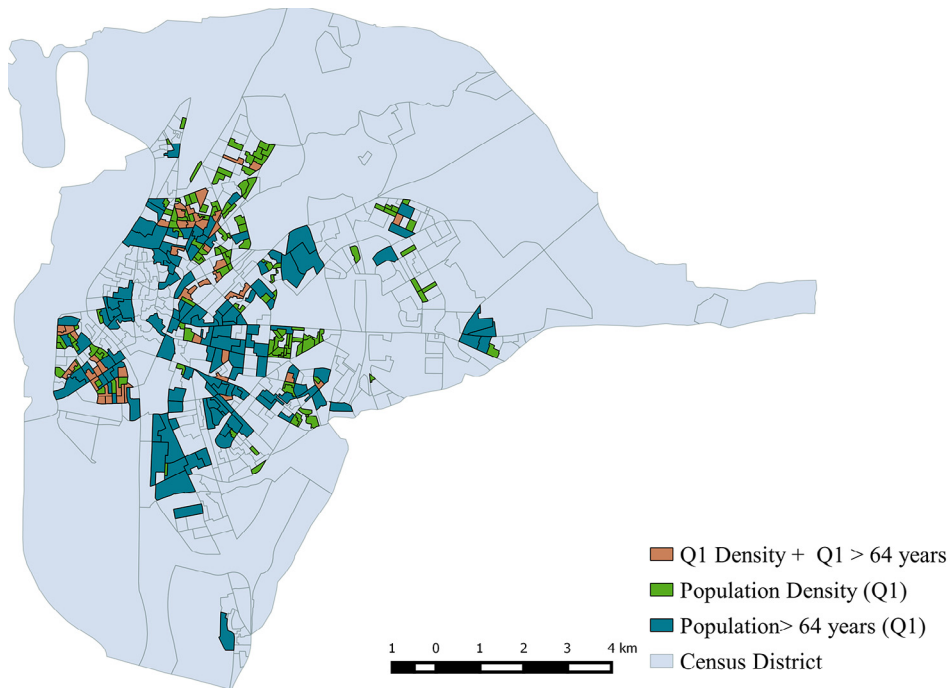 Q1 Density + Q1 > 64 years
Population Density (Q1)
Population> 64 years (Q1)
Census District
1 0 1 2 3 4 km